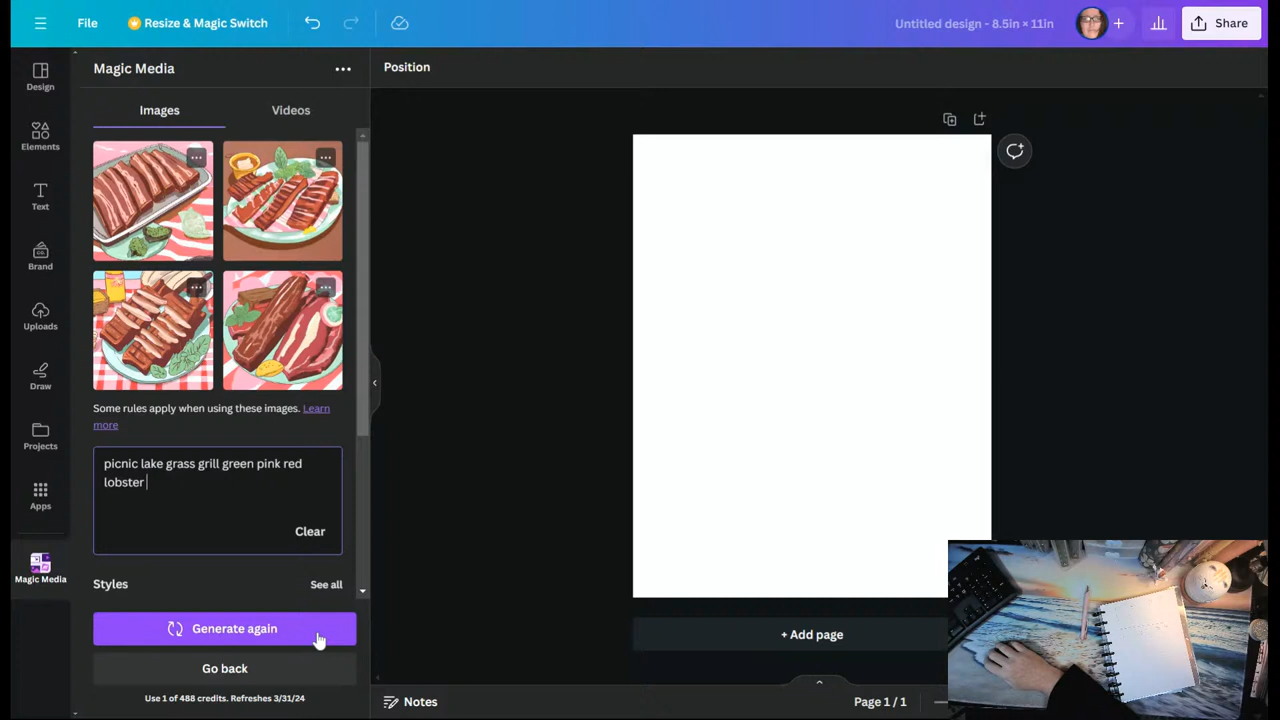 File
Resize & Magic Switch
Untitled design - 8.5in × 11in
Share
Design
Elements
Text
Brand
Uploads
Draw
Projects
Apps
Magic Media
Magic Media
Images
Videos
Some rules apply when using these images. Learn
more
picnic lake grass grill green pink red
lobster
Clear
Styles
See all
Generate again
Go back
Use 1 of 488 credits. Refreshes 3/31/24
Position
+ Add page
Notes
Page 1 / 1